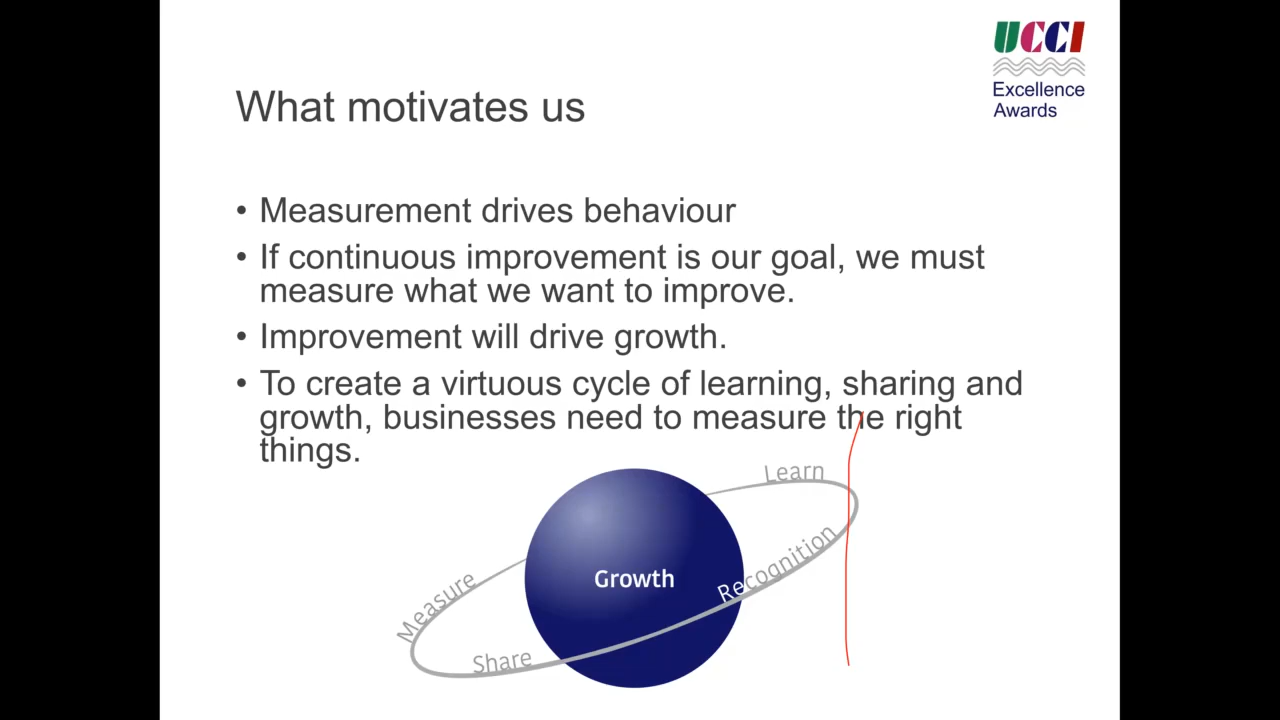 UCCI
Excellence
Awards
What motivates us
• Measurement drives behaviour
• If continuous improvement is our goal, we must
measure what we want to improve.
• Improvement will drive growth.
• To create a virtuous cycle of learning, sharing and
growth, businesses need to measure the right
things.
Learn
Recognition
Growth
Measure
Share